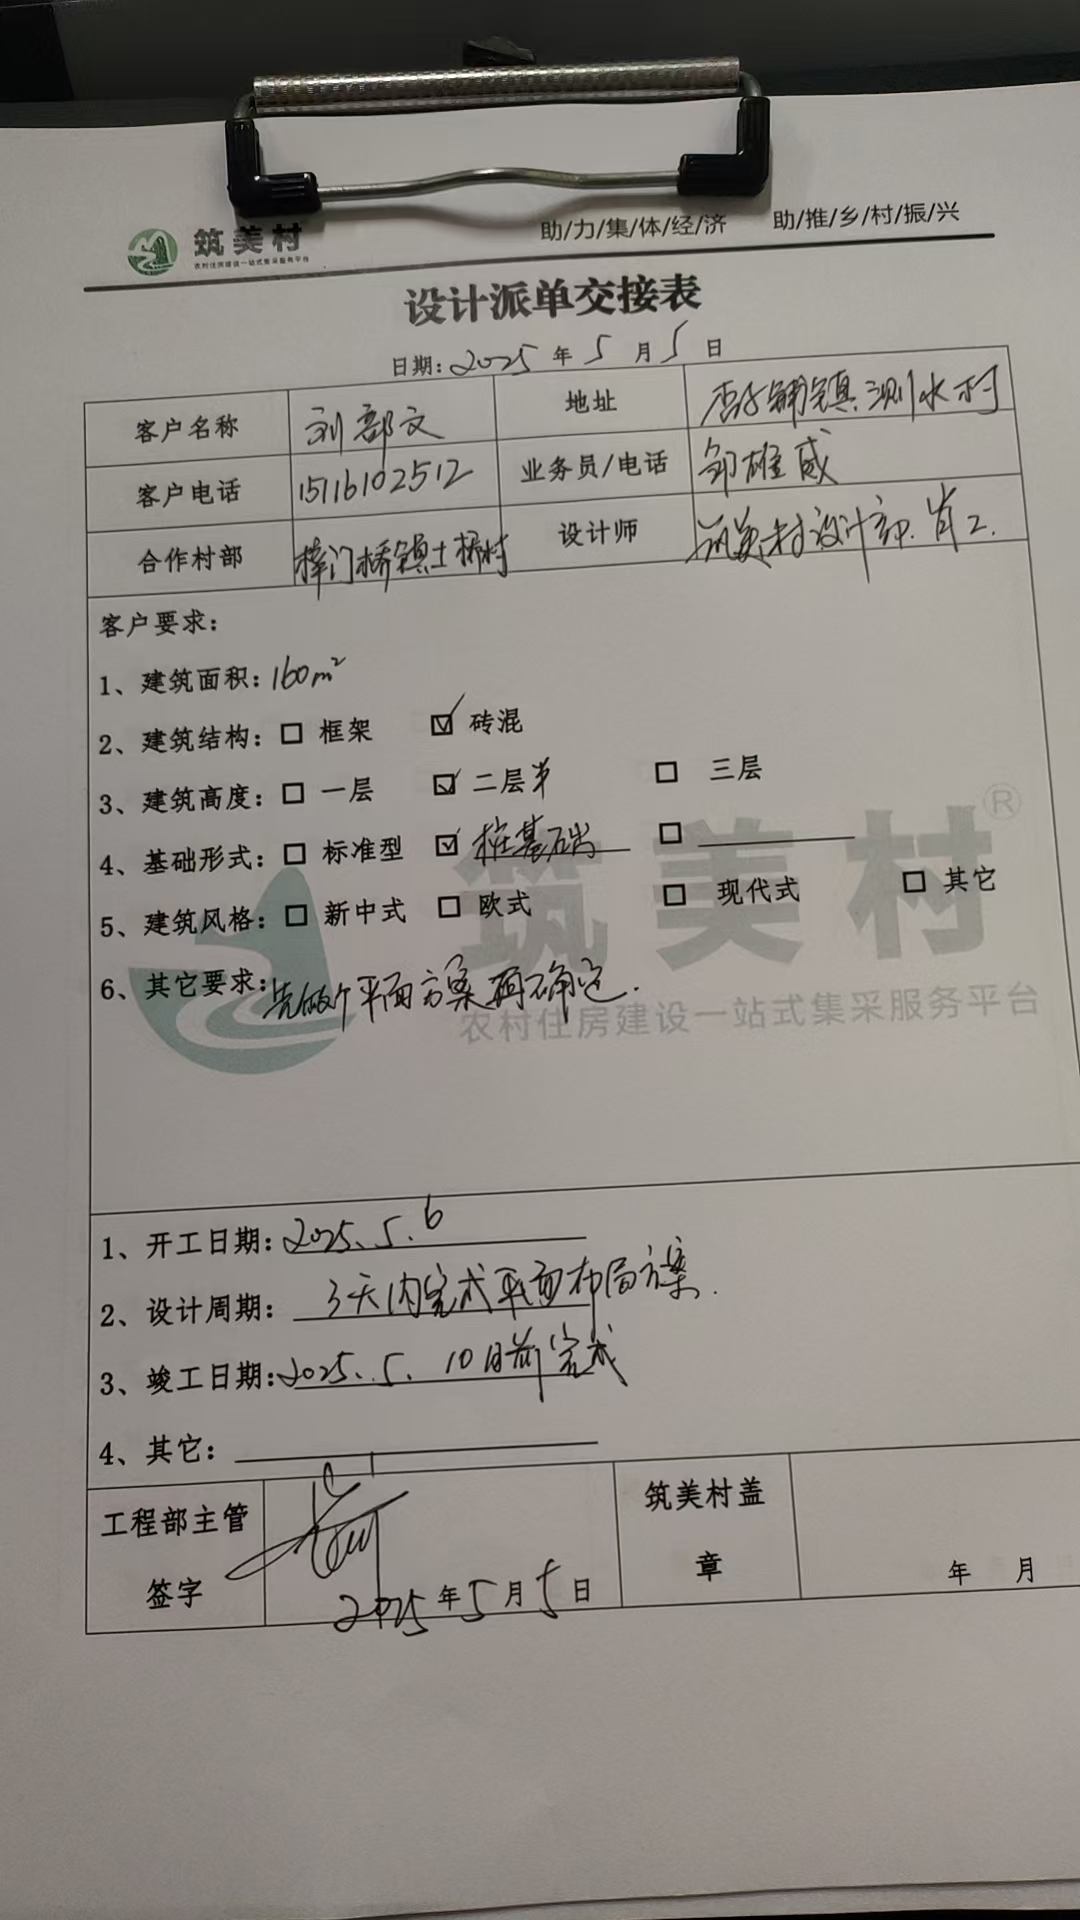 筑美村
农村住房建设一站式集采服务平台
助/力/集/体/经/济 助/推/乡/村/振/兴
设计派单交接表
日期: 2025 年 5 月 5 日
客户名称 刘部文 地址 杏子铺镇测水村
客户电话 15116102512 业务员/电话 邹雄威
合作村部 梓门桥镇土桥村 设计师 筑美村设计部.肖工.
客户要求:
1、建筑面积: 160m²
2、建筑结构: □ 框架 ☑ 砖混
3、建筑高度: □ 一层 ☑ 二层半 □ 三层
4、基础形式: □ 标准型 ☑ 桩基础 □
5、建筑风格: □ 新中式 □ 欧式 □ 现代式 □ 其它
6、其它要求: 先做个平面方案再确定.
筑美村®
农村住房建设一站式集采服务平台
1、开工日期: 2025.5.6
2、设计周期: 3天内完成平面布局方案.
3、竣工日期: 2025.5.10日前完成
4、其它:
工程部主管 筑美村盖
签字 2025 年 5 月 5 日 章 年 月